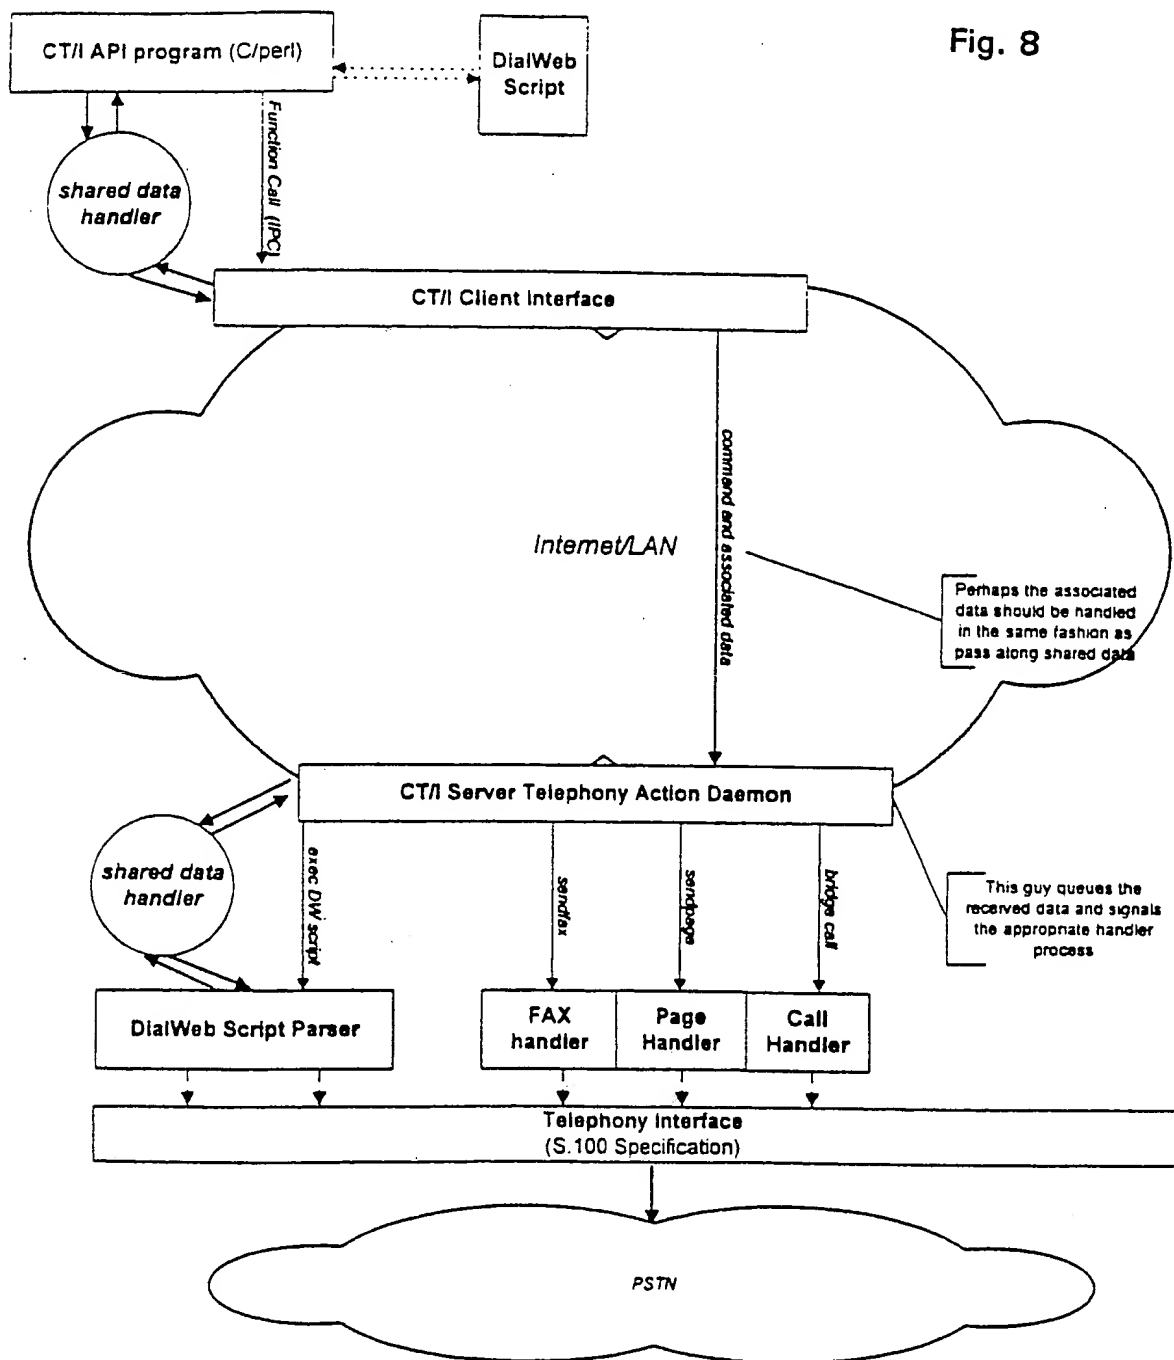 Fig. 8
CT/I API program (C/perl)
DialWeb
Script
Function Call (IPC)
shared data
handler
CT/I Client Interface
command and associated data
Internet/LAN
Perhaps the associated
data should be handled
in the same fashion as
pass along shared data
CT/I Server Telephony Action Daemon
shared data
handler
exec DW script
sendfax
sendpage
bridge call
This guy queues the
received data and signals
the appropriate handler
process
DialWeb Script Parser
FAX
handler
Page
Handler
Call
Handler
Telephony Interface
(S.100 Specification)
PSTN